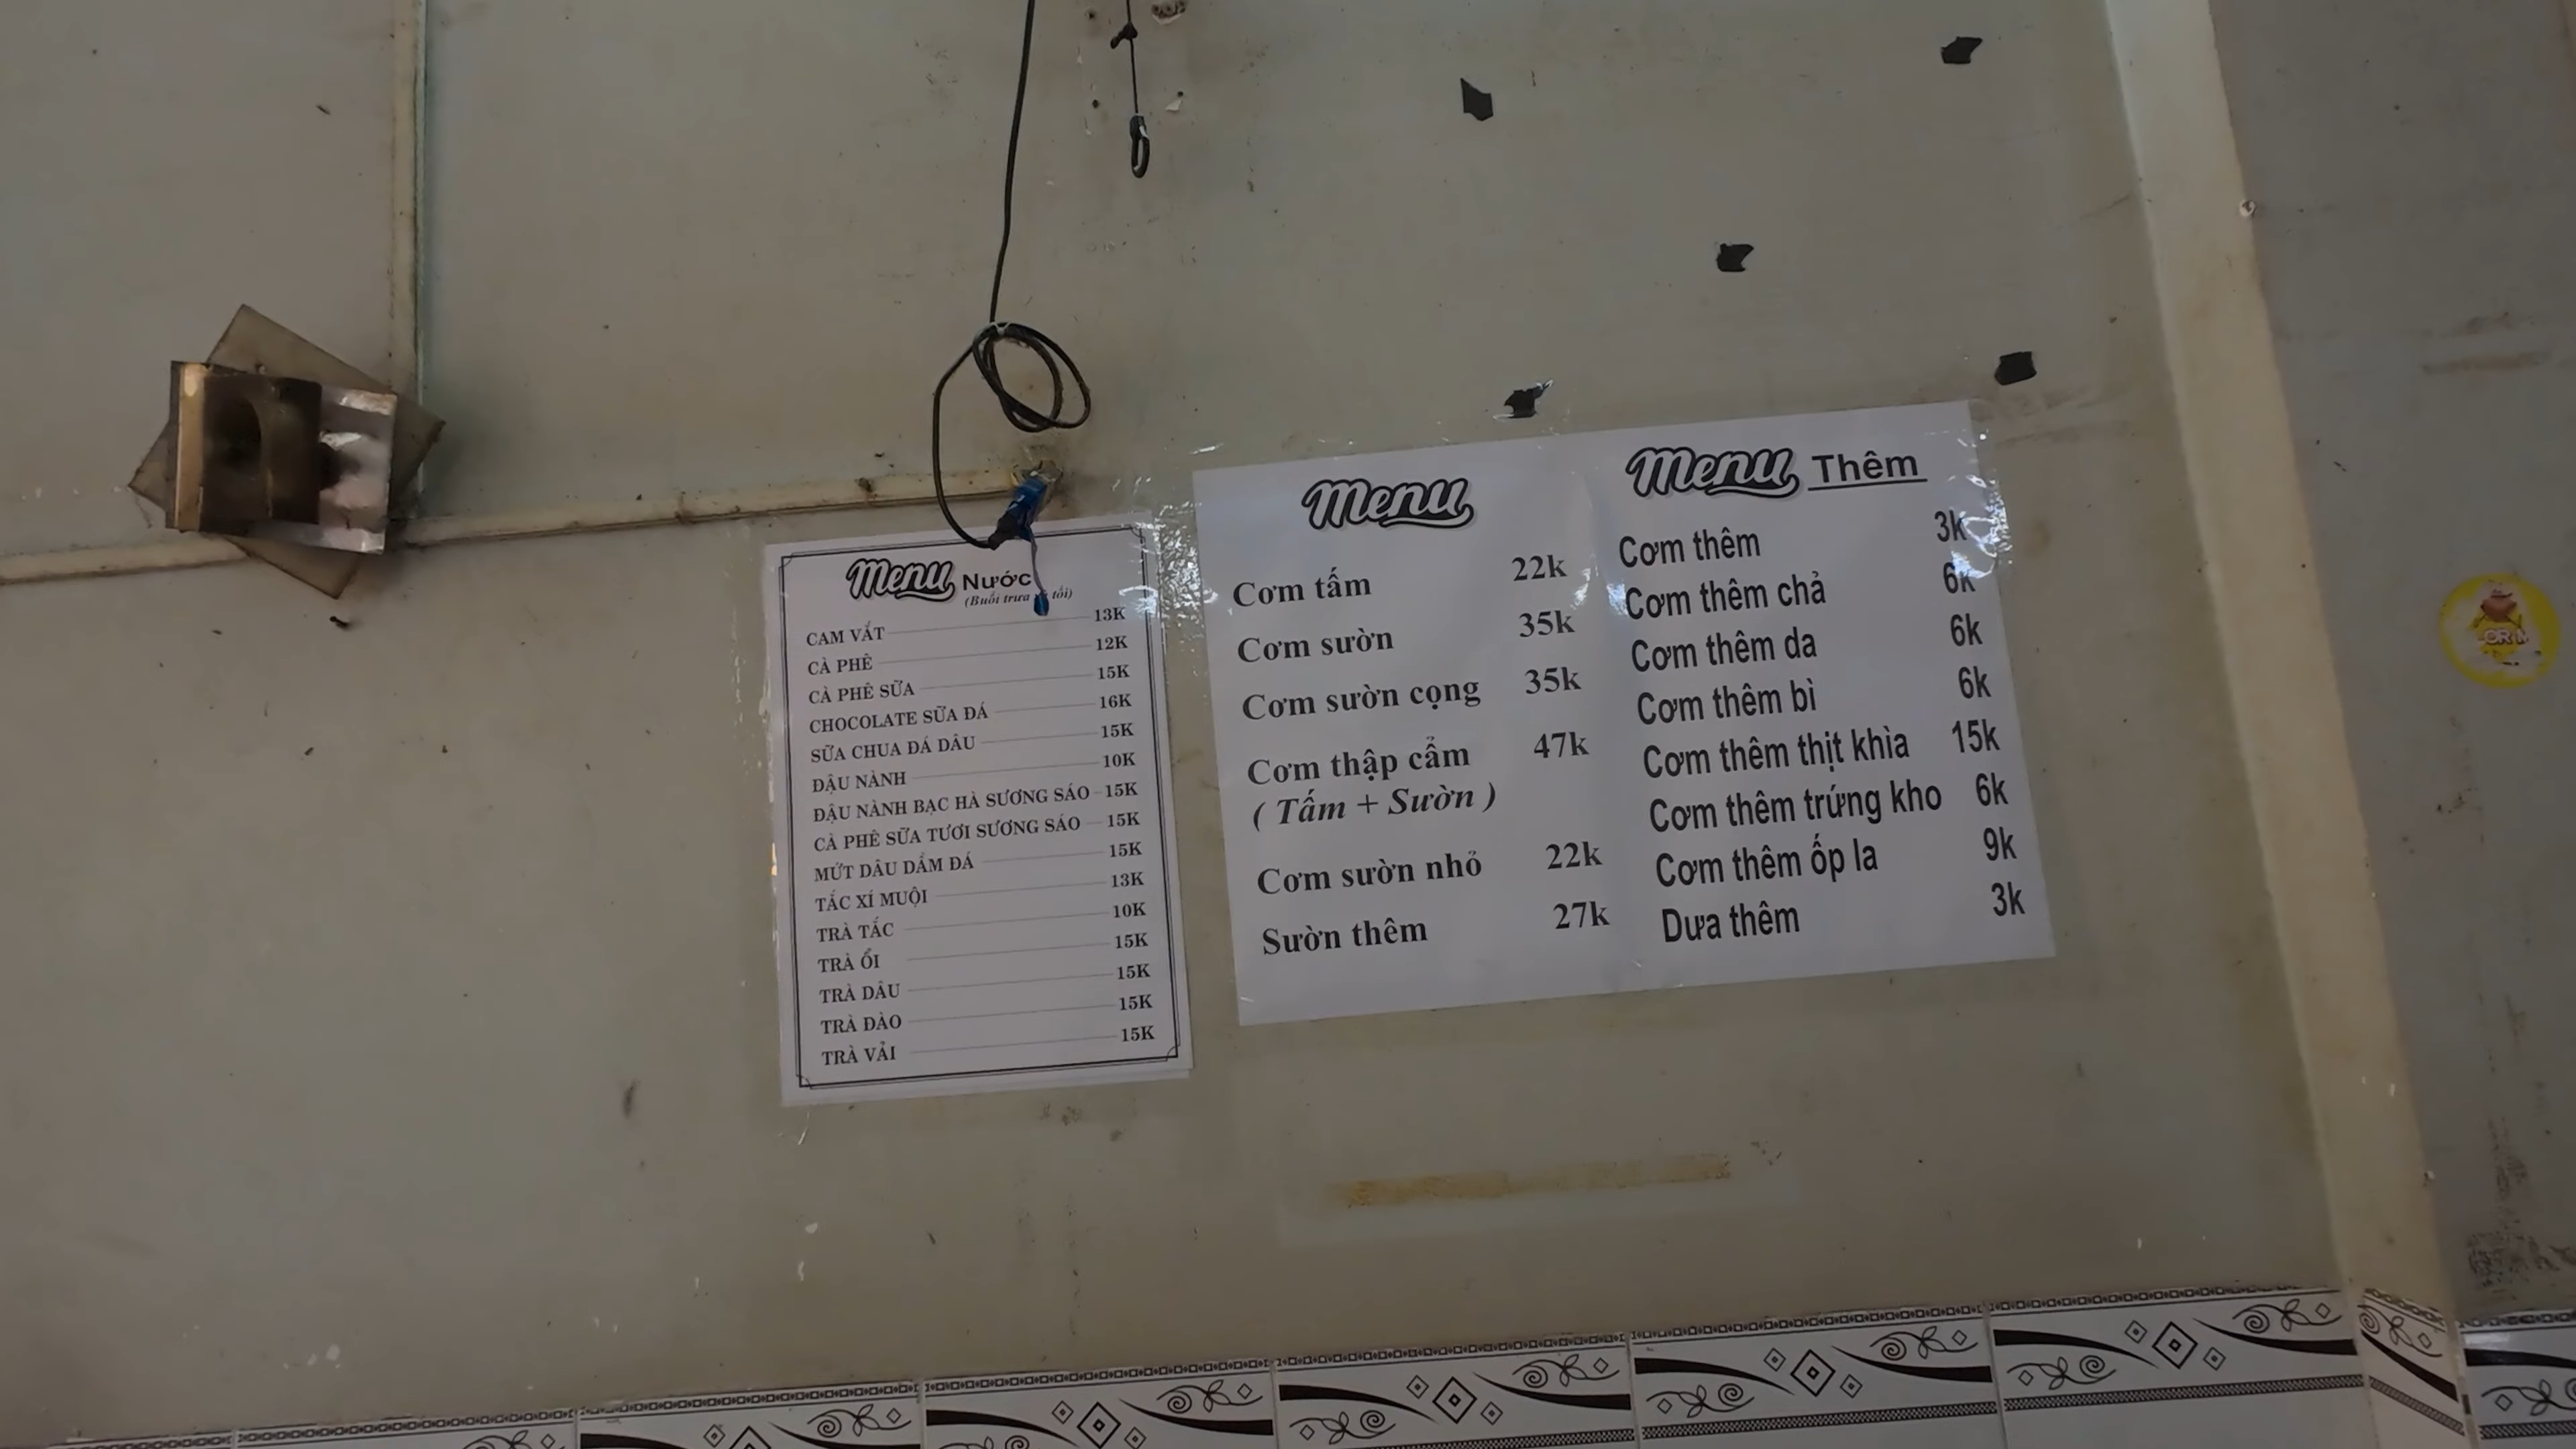 Menu Nước
(Buổi trưa tối)
CAM VẮT 13K
CÀ PHÊ 12K
CÀ PHÊ SỮA 15K
CHOCOLATE SỮA ĐÁ 16K
SỮA CHUA ĐÁ DÂU 15K
ĐẬU NÀNH 10K
ĐẬU NÀNH BẠC HÀ SƯƠNG SÁO 15K
CÀ PHÊ SỮA TƯƠI SƯƠNG SÁO 15K
MỨT DÂU DẦM ĐÁ 15K
TẮC XÍ MUỘI 13K
TRÀ TẮC 10K
TRÀ ỔI 15K
TRÀ DÂU 15K
TRÀ ĐÀO 15K
TRÀ VẢI 15K
Menu
Cơm tấm 22k
Cơm sườn 35k
Cơm sườn cọng 35k
Cơm thập cẩm 47k
( Tấm + Sườn )
Cơm sườn nhỏ 22k
Sườn thêm 27k
Menu Thêm
Cơm thêm 3k
Cơm thêm chả 6k
Cơm thêm da 6k
Cơm thêm bì 6k
Cơm thêm thịt khìa 15k
Cơm thêm trứng kho 6k
Cơm thêm ốp la 9k
Dưa thêm 3k